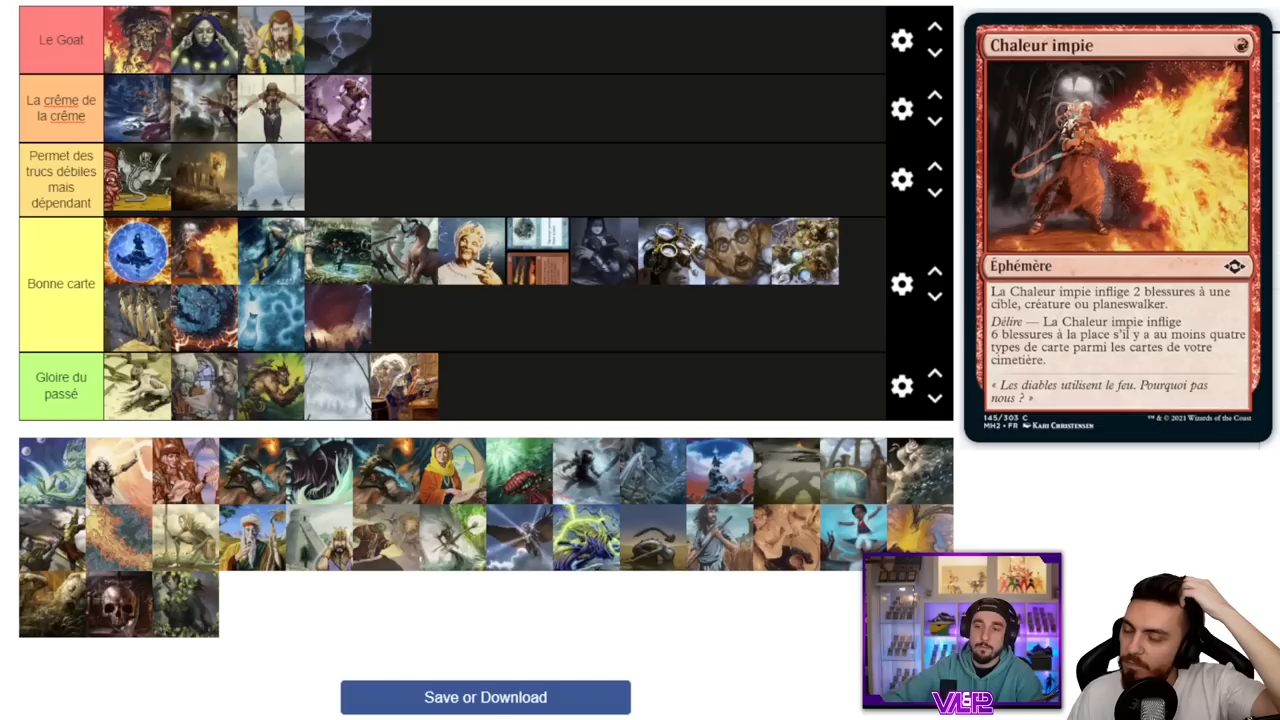 Le Goat
La crême de
la crême
Permet des
trucs débiles
mais
dépendant
Bonne carte
Gloire du
passé
Save or Download
Chaleur impie
Éphémère
La Chaleur impie inflige 2 blessures à une
cible, créature ou planeswalker.
Délire — La Chaleur impie inflige
6 blessures à la place s'il y a au moins quatre
types de carte parmi les cartes de votre
cimetière.
« Les diables utilisent le feu. Pourquoi pas
nous ? »
145/303 C
MH2 • FR Kari Christensen
™ & © 2021 Wizards of the Coast